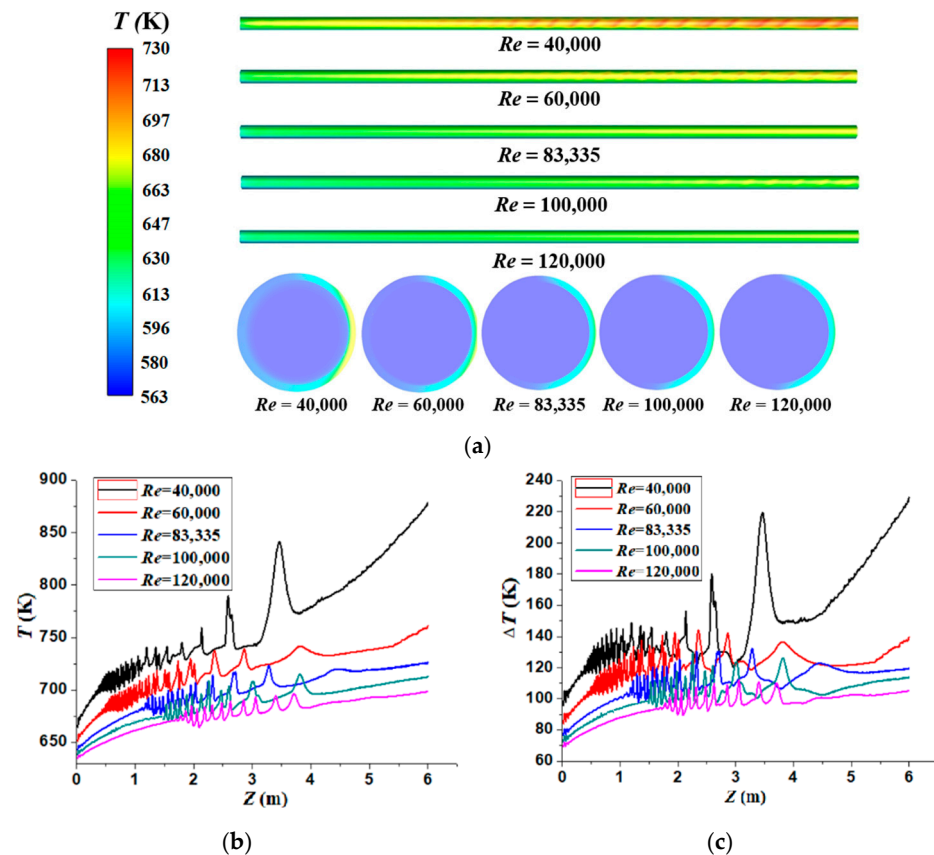 T (K)
730
713
697
680
663
647
630
613
596
580
563
Re = 40,000
Re = 60,000
Re = 83,335
Re = 100,000
Re = 120,000
Re = 40,000
Re = 60,000
Re = 83,335
Re = 100,000
Re = 120,000
(a)
900
850
800
750
700
650
T (K)
Re=40,000
Re=60,000
Re=83,335
Re=100,000
Re=120,000
0 1 2 3 4 5 6
Z (m)
(b)
240
220
200
180
160
140
120
100
80
60
ΔT (K)
Re=40,000
Re=60,000
Re=83,335
Re=100,000
Re=120,000
0 1 2 3 4 5 6
Z (m)
(c)